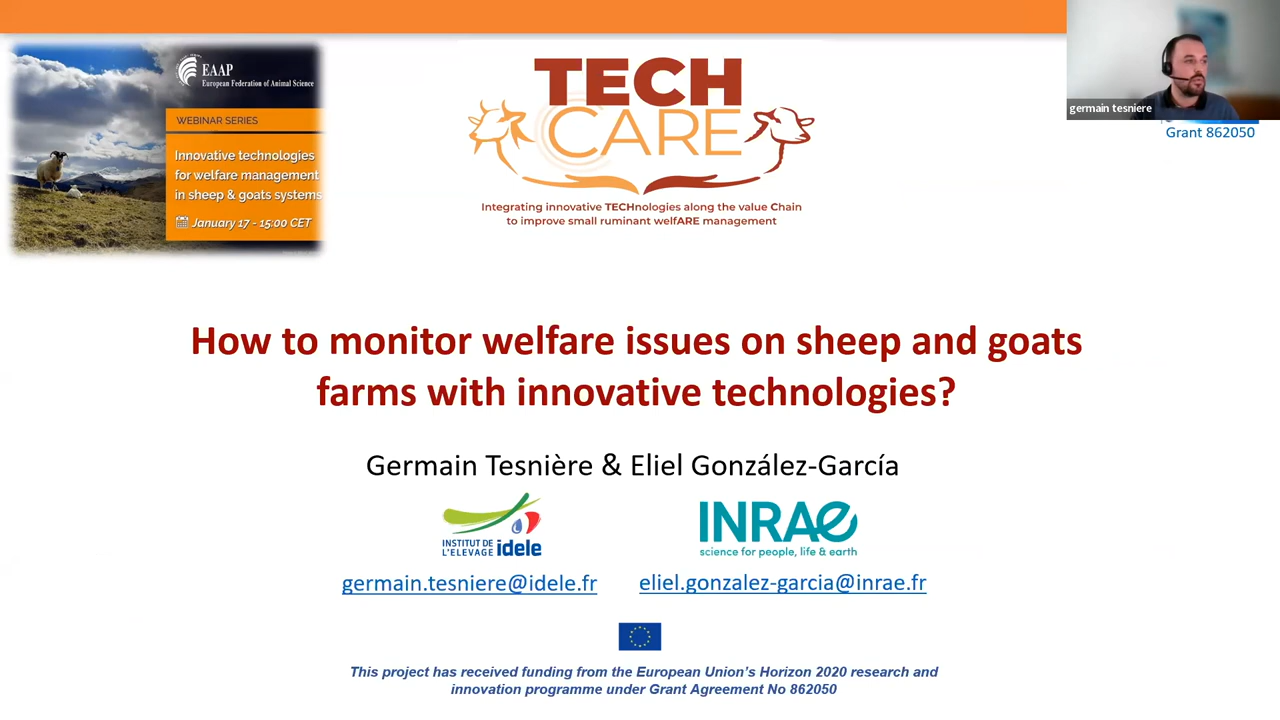 EAAP
European Federation of Animal Science
WEBINAR SERIES
Innovative technologies
for welfare management
in sheep & goats systems
January 17 - 15:00 CET
TECH
CARE
Integrating innovative TECHnologies along the value Chain
to improve small ruminant welfARE management
germain tesniere
Grant 862050
How to monitor welfare issues on sheep and goats
farms with innovative technologies?
Germain Tesnière & Eliel González-García
INSTITUT DE
L'ELEVAGE idele
INRAE
science for people, life & earth
germain.tesniere@idele.fr
eliel.gonzalez-garcia@inrae.fr
This project has received funding from the European Union's Horizon 2020 research and
innovation programme under Grant Agreement No 862050